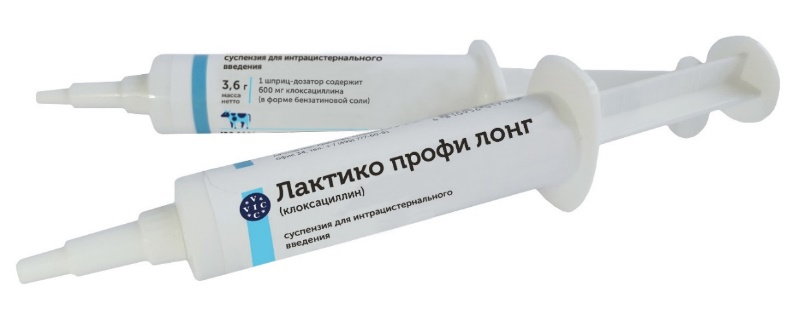 суспензия для интрацистернального
введения
3,6 г
масса
нетто
1 шприц-дозатор содержит
600 мг клоксациллина
(в форме бензатиновой соли)
VIC
C
Лактико профи лонг
(клоксациллин)
суспензия для интрацистернального
введения